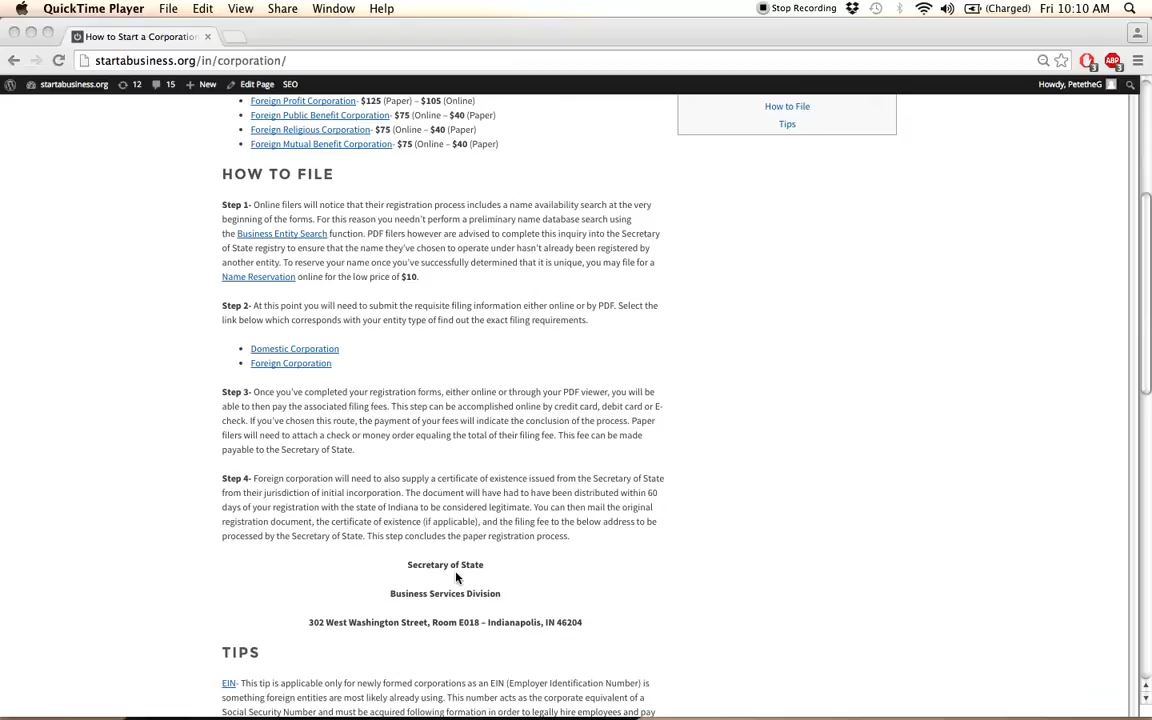 QuickTime Player File Edit View Share Window Help Stop Recording (Charged) Fri 10:10 AM
How to Start a Corporation
startabusiness.org/in/corporation/
startabusiness.org 12 15 New Edit Page SEO Howdy, PetetheG
Foreign Profit Corporation- $125 (Paper) – $105 (Online)
Foreign Public Benefit Corporation- $75 (Online – $40 (Paper)
Foreign Religious Corporation- $75 (Online – $40 (Paper)
Foreign Mutual Benefit Corporation- $75 (Online – $40 (Paper)
How to File
Tips
HOW TO FILE
Step 1- Online filers will notice that their registration process includes a name availability search at the very
beginning of the forms. For this reason you needn't perform a preliminary name database search using
the Business Entity Search function. PDF filers however are advised to complete this inquiry into the Secretary
of State registry to ensure that the name they've chosen to operate under hasn't already been registered by
another entity. To reserve your name once you've successfully determined that it is unique, you may file for a
Name Reservation online for the low price of $10.
Step 2- At this point you will need to submit the requisite filing information either online or by PDF. Select the
link below which corresponds with your entity type of find out the exact filing requirements.
Domestic Corporation
Foreign Corporation
Step 3- Once you've completed your registration forms, either online or through your PDF viewer, you will be
able to then pay the associated filing fees. This step can be accomplished online by credit card, debit card or E-
check. If you've chosen this route, the payment of your fees will indicate the conclusion of the process. Paper
filers will need to attach a check or money order equaling the total of their filing fee. This fee can be made
payable to the Secretary of State.
Step 4- Foreign corporation will need to also supply a certificate of existence issued from the Secretary of State
from their jurisdiction of initial incorporation. The document will have had to have been distributed within 60
days of your registration with the state of Indiana to be considered legitimate. You can then mail the original
registration document, the certificate of existence (if applicable), and the filing fee to the below address to be
processed by the Secretary of State. This step concludes the paper registration process.
Secretary of State
Business Services Division
302 West Washington Street, Room E018 – Indianapolis, IN 46204
TIPS
EIN- This tip is applicable only for newly formed corporations as an EIN (Employer Identification Number) is
something foreign entities are most likely already using. This number acts as the corporate equivalent of a
Social Security Number and must be acquired following formation in order to legally hire employees and pay